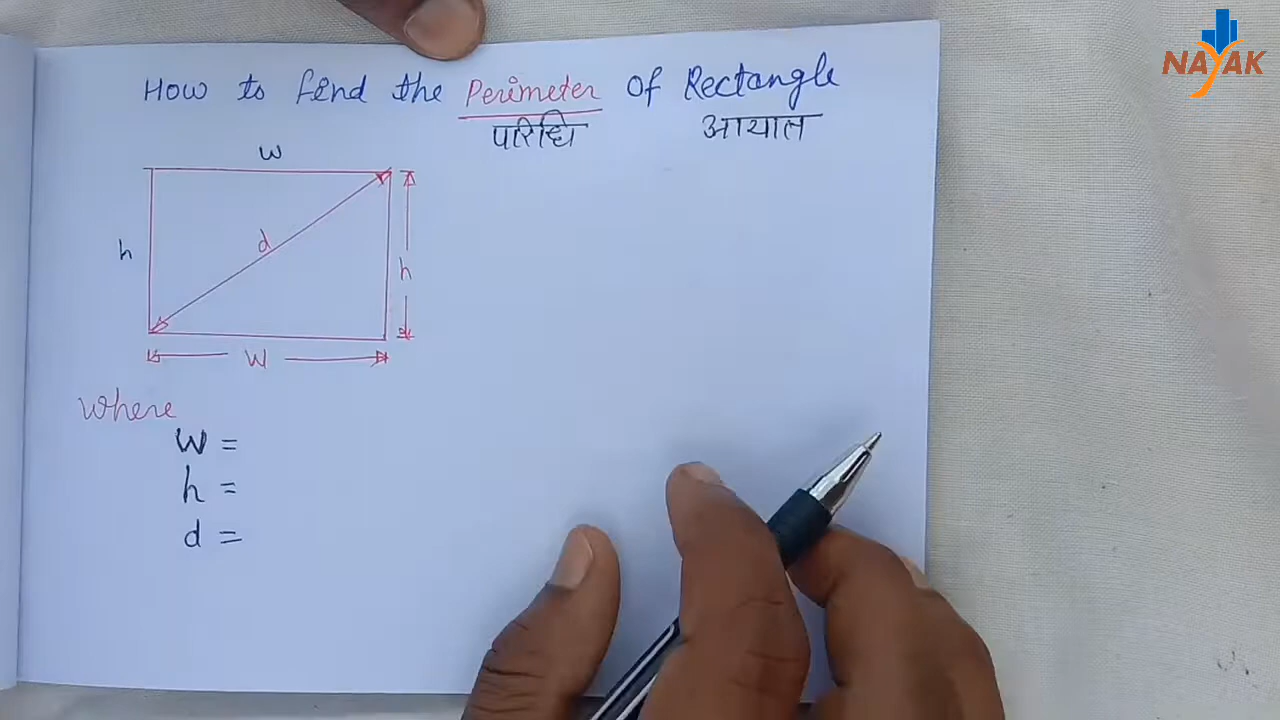 NAYAK
How to find the Perimeter of Rectangle
परिधि आयात
w
h d h
W
where
W =
h =
d =